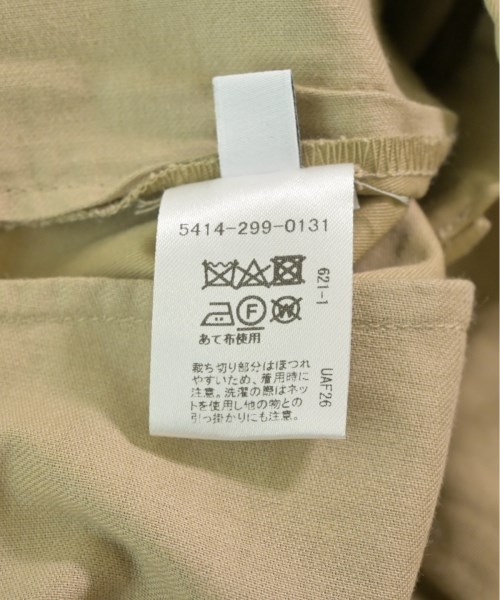 5414-299-0131
F
W
あて布使用
裁ち切り部分はほつれ
やすいため、着用時に
注意。洗濯の際はネッ
トを使用し他の物との
引っ掛かりにも注意。
621-1
UAF26